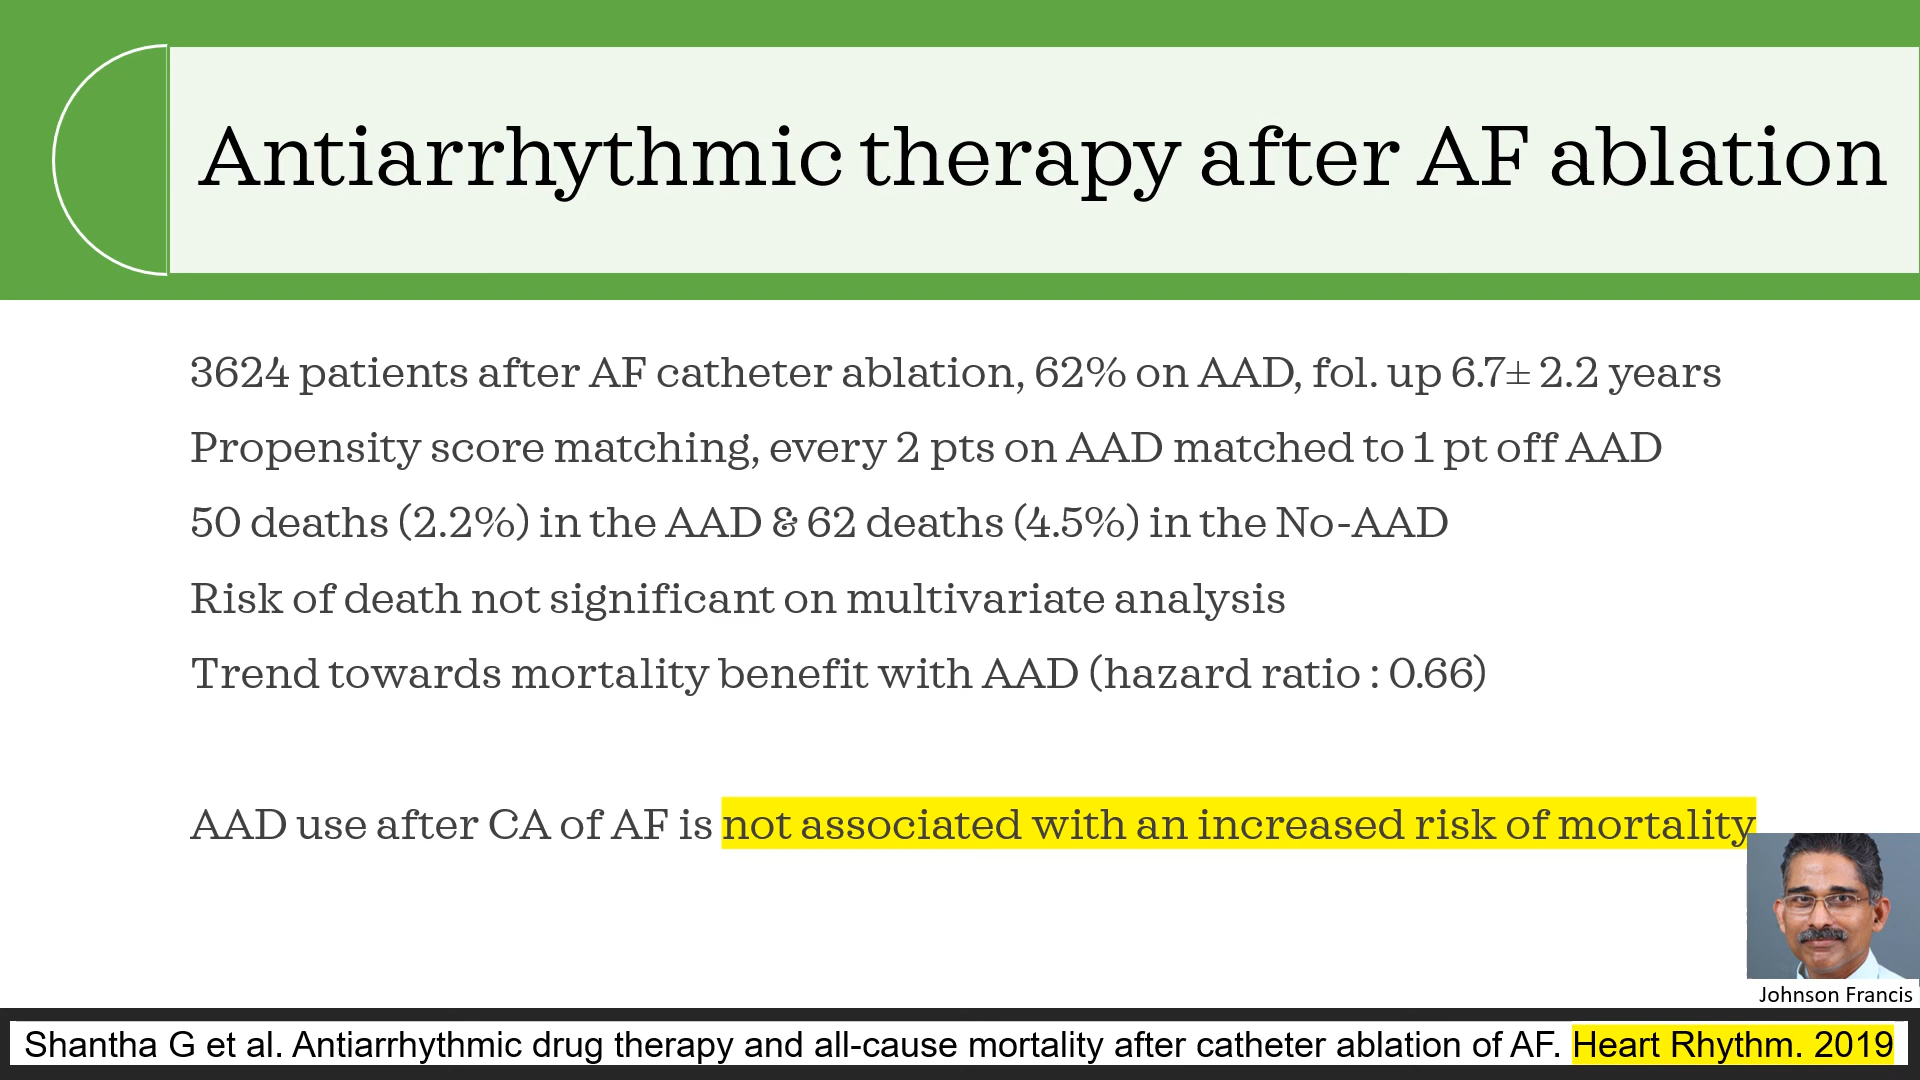 Antiarrhythmic therapy after AF ablation
3624 patients after AF catheter ablation, 62% on AAD, fol. up 6.7± 2.2 years
Propensity score matching, every 2 pts on AAD matched to 1 pt off AAD
50 deaths (2.2%) in the AAD & 62 deaths (4.5%) in the No-AAD
Risk of death not significant on multivariate analysis
Trend towards mortality benefit with AAD (hazard ratio : 0.66)
AAD use after CA of AF is not associated with an increased risk of mortality
Johnson Francis
Shantha G et al. Antiarrhythmic drug therapy and all-cause mortality after catheter ablation of AF. Heart Rhythm. 2019